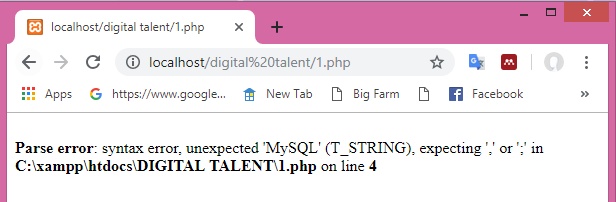 localhost/digital talent/1.php
localhost/digital%20talent/1.php
Apps https://www.google... New Tab Big Farm Facebook »
Parse error: syntax error, unexpected 'MySQL' (T_STRING), expecting ',' or ';' in
C:\xampp\htdocs\DIGITAL TALENT\1.php on line 4